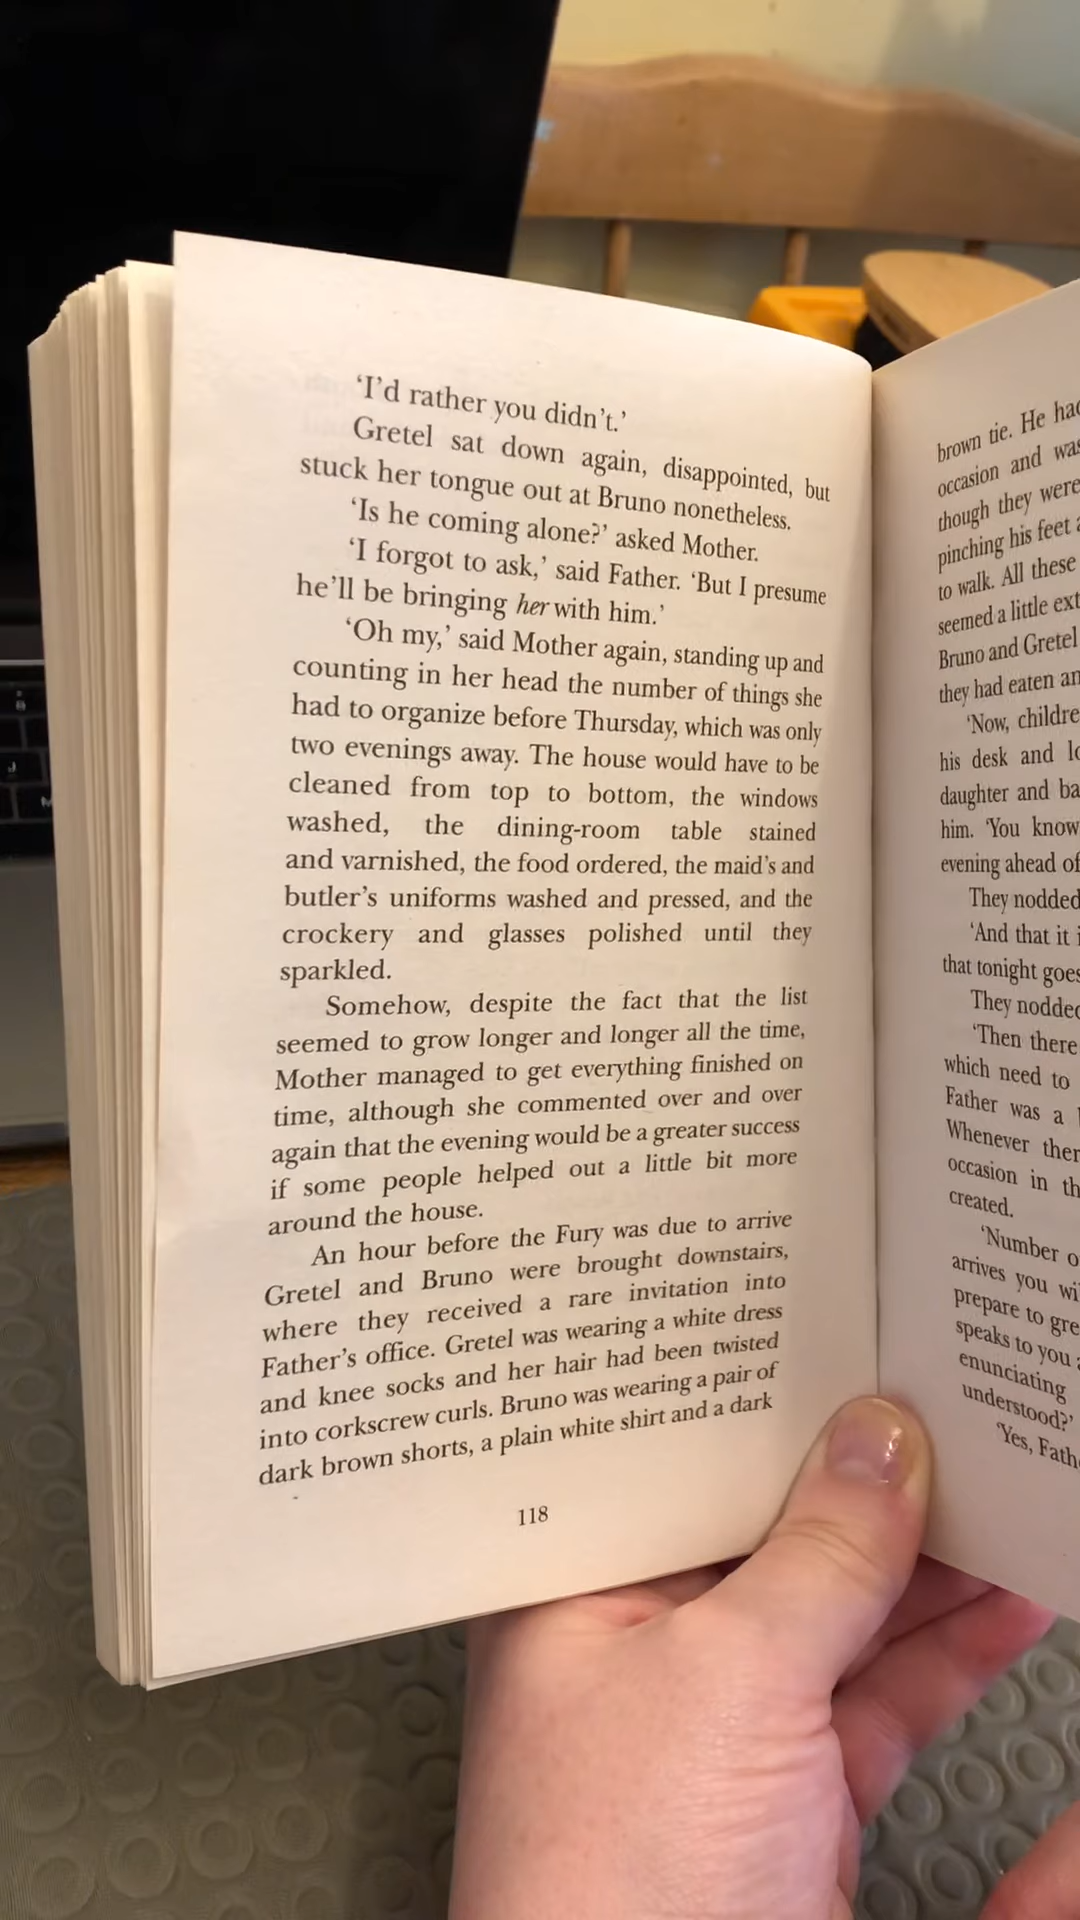 ‘I’d rather you didn’t.’
Gretel sat down again, disappointed, but
stuck her tongue out at Bruno nonetheless.
‘Is he coming alone?’ asked Mother.
‘I forgot to ask,’ said Father. ‘But I presume
he’ll be bringing her with him.’
‘Oh my,’ said Mother again, standing up and
counting in her head the number of things she
had to organize before Thursday, which was only
two evenings away. The house would have to be
cleaned from top to bottom, the windows
washed, the dining-room table stained
and varnished, the food ordered, the maid’s and
butler’s uniforms washed and pressed, and the
crockery and glasses polished until they
sparkled.
Somehow, despite the fact that the list
seemed to grow longer and longer all the time,
Mother managed to get everything finished on
time, although she commented over and over
again that the evening would be a greater success
if some people helped out a little bit more
around the house.
An hour before the Fury was due to arrive
Gretel and Bruno were brought downstairs,
where they received a rare invitation into
Father’s office. Gretel was wearing a white dress
and knee socks and her hair had been twisted
into corkscrew curls. Bruno was wearing a pair of
dark brown shorts, a plain white shirt and a dark
118
brown tie. He
occasion and
though they were
pinching his feet
to walk. All these
seemed a little
Bruno and Gretel
they had eaten
‘Now,
his desk and
daughter and
him. ‘You know
evening ahead of
They nodded
‘And that it
that tonight
They
‘Then there
which need to
Father was a
Whenever
occasion in
created.
‘Number
arrives you
prepare to
speaks to you
enunciating
understood?’
‘Yes,